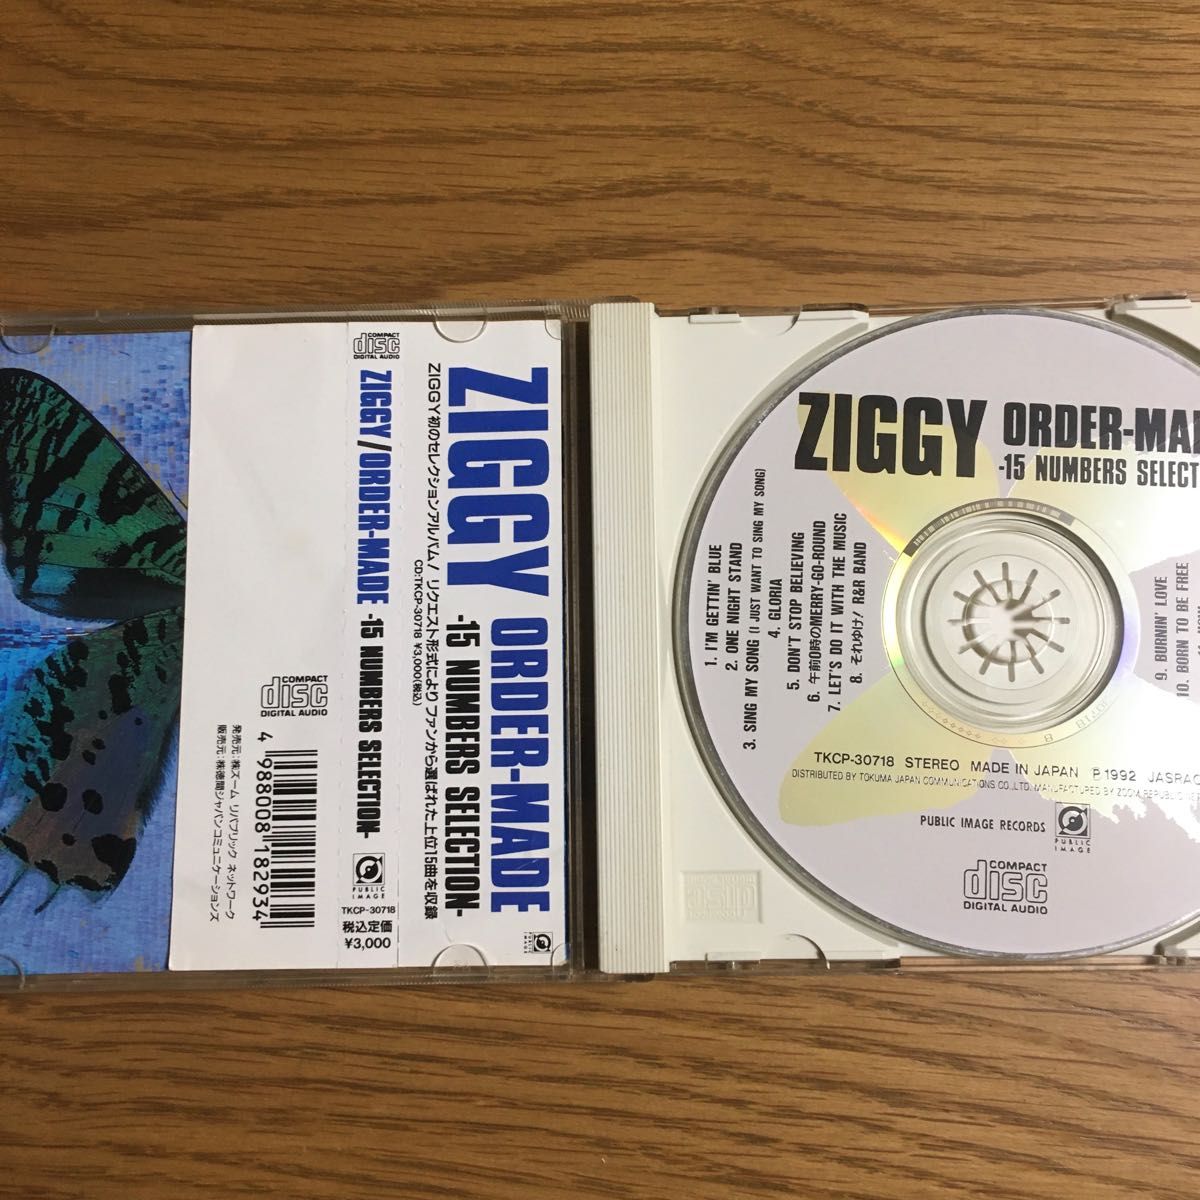 COMPACT
disc
DIGITAL AUDIO
ZIGGY/ORDER-MADE -15 NUMBERS SELECTION-
PUBLIC
IMAGE
TKCP-30718
税込定価
¥3,000
ZIGGY ORDER-MADE
-15 NUMBERS SELECTION-
ZIGGY初のセレクションアルバム! リクエスト形式によりファンから選ばれた上位15曲を収録
CD:TKCP-30718 ¥3,000(税込)
PUBLIC
IMAGE
COMPACT
disc
DIGITAL AUDIO
4 988008 182934
発売元:㈱ズーム リパブリック ネットワーク
販売元:㈱徳間ジャパンコミュニケーションズ
ZIGGY ORDER-MA
-15 NUMBERS SELECT
1. I'M GETTIN' BLUE
2. ONE NIGHT STAND
3. SING MY SONG (I JUST WANT TO SING MY SONG)
4. GLORIA
5. DON'T STOP BELIEVING
6. 午前0時のMERRY-GO-ROUND
7. LET'S DO IT WITH THE MUSIC
8. それゆけ! R&R BAND
9. BURNIN' LOVE
10. BORN TO BE FREE
TKCP-30718 STEREO MADE IN JAPAN ℗1992 JASRAC
DISTRIBUTED BY TOKUMA JAPAN COMMUNICATIONS CO., LTD. MANUFACTURED BY ZOOM REPUBLIC NET
PUBLIC IMAGE RECORDS
PUBLIC
IMAGE
COMPACT
disc
DIGITAL AUDIO